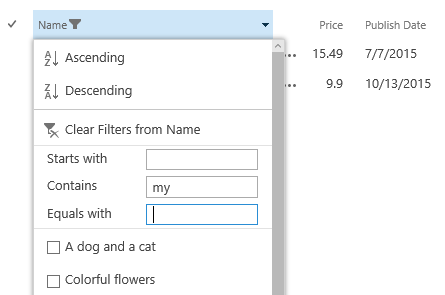 Name Price Publish Date
Ascending 15.49 7/7/2015
Descending 9.9 10/13/2015
Clear Filters from Name
Starts with
Contains my
Equals with
A dog and a cat
Colorful flowers